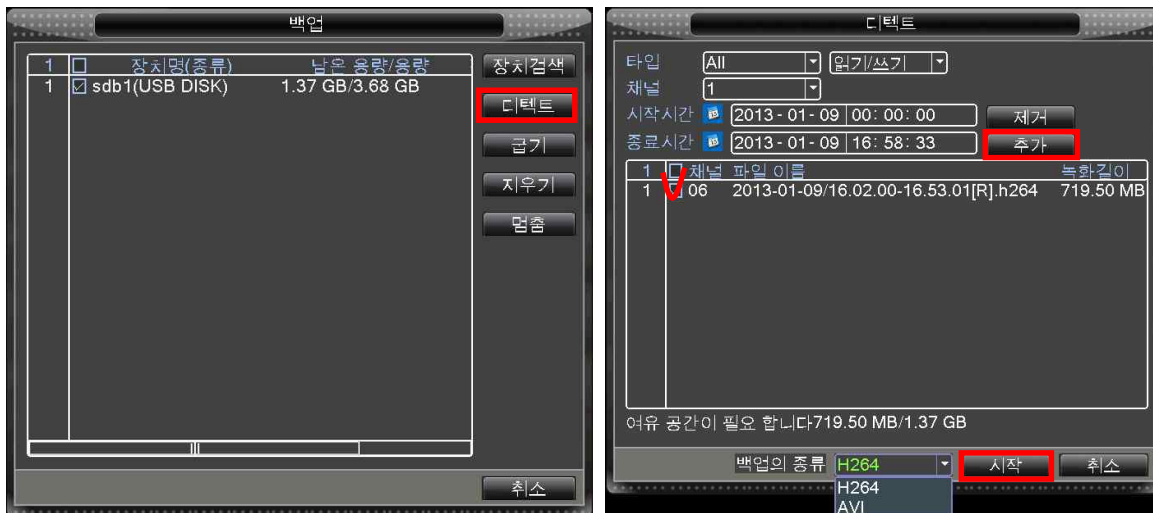 백업
1 장치명(종류) 남은 용량/용량
1 sdb1(USB DISK) 1.37 GB/3.68 GB
장치검색
디텍트
굽기
지우기
멈춤
취소
디텍트
타입 All 읽기/쓰기
채널 1
시작시간 2013-01-09 00:00:00 제거
종료시간 2013-01-09 16:58:33 추가
1 채널 파일 이름 녹화길이
1 06 2013-01-09/16.02.00-16.53.01[R].h264 719.50 MB
여유 공간이 필요 합니다719.50 MB/1.37 GB
백업의 종류 H264 시작 취소
H264
AVI